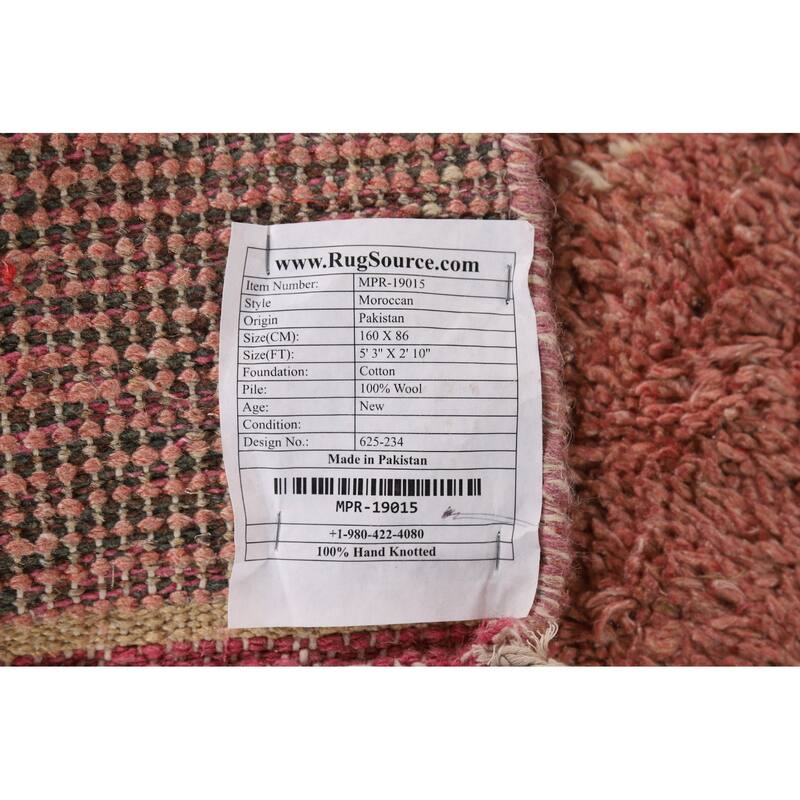 www.RugSource.com
Item Number: MPR-19015
Style Moroccan
Origin Pakistan
Size(CM): 160 X 86
Size(FT): 5' 3" X 2' 10"
Foundation: Cotton
Pile: 100% Wool
Age: New
Condition:
Design No.: 625-234
Made in Pakistan
MPR-19015
+1-980-422-4080
100% Hand Knotted